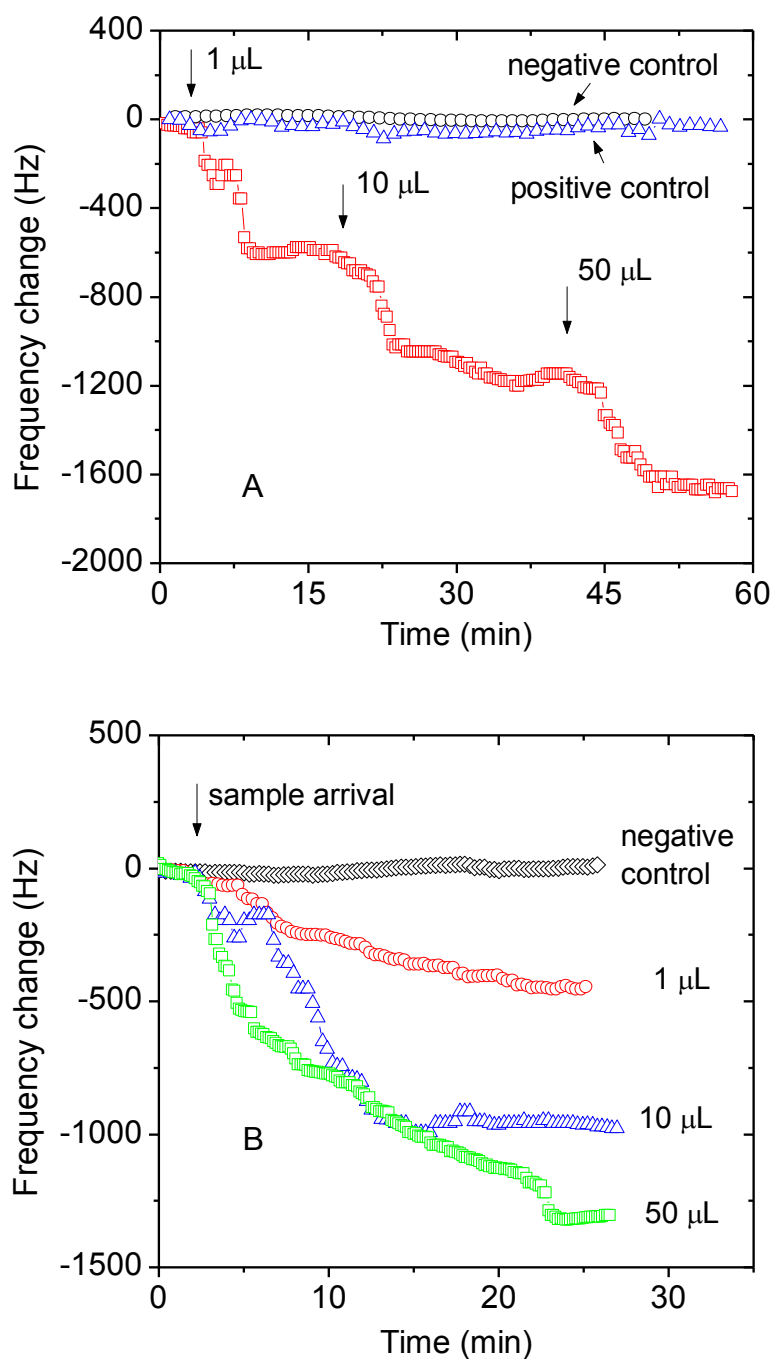 400
0
-400
-800
-1200
-1600
-2000
Frequency change (Hz)
1 μL
negative control
10 μL
positive control
50 μL
A
0
15
30
45
60
Time (min)
500
0
-500
-1000
-1500
Frequency change (Hz)
sample arrival
negative
control
1 μL
10 μL
50 μL
B
0
10
20
30
Time (min)